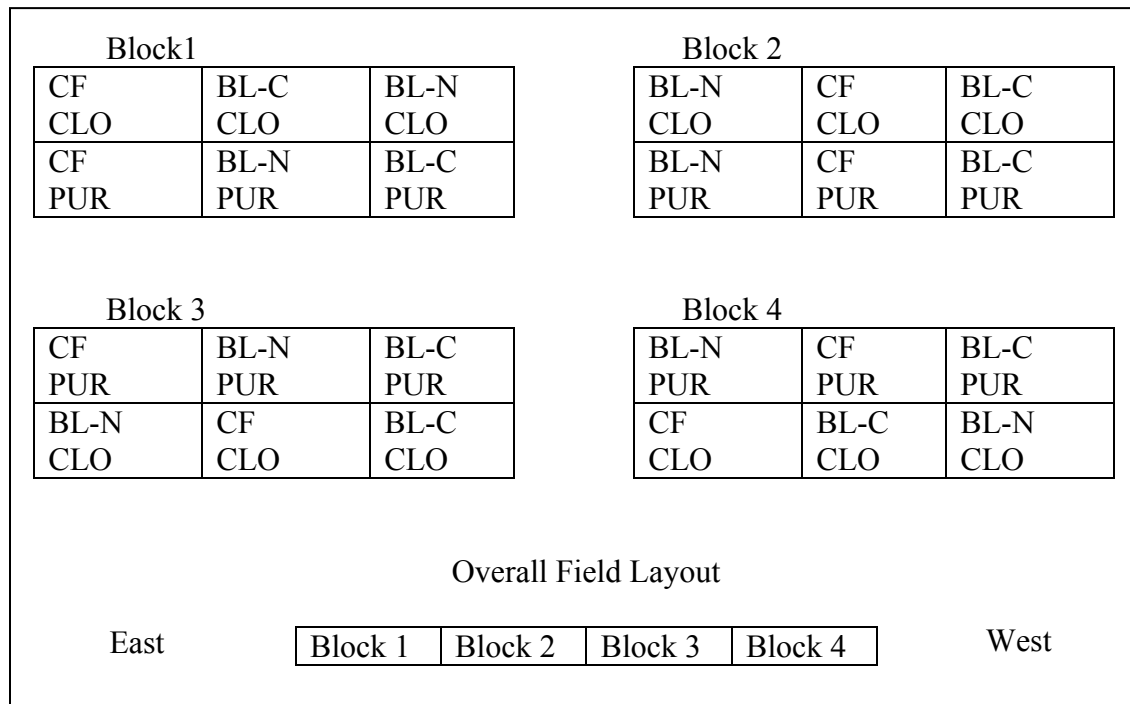 Block1 Block 2
CF BL-C BL-N BL-N CF BL-C
CLO CLO CLO CLO CLO CLO
CF BL-N BL-C BL-N CF BL-C
PUR PUR PUR PUR PUR PUR
Block 3 Block 4
CF BL-N BL-C BL-N CF BL-C
PUR PUR PUR PUR PUR PUR
BL-N CF BL-C CF BL-C BL-N
CLO CLO CLO CLO CLO CLO
Overall Field Layout
East Block 1 Block 2 Block 3 Block 4 West